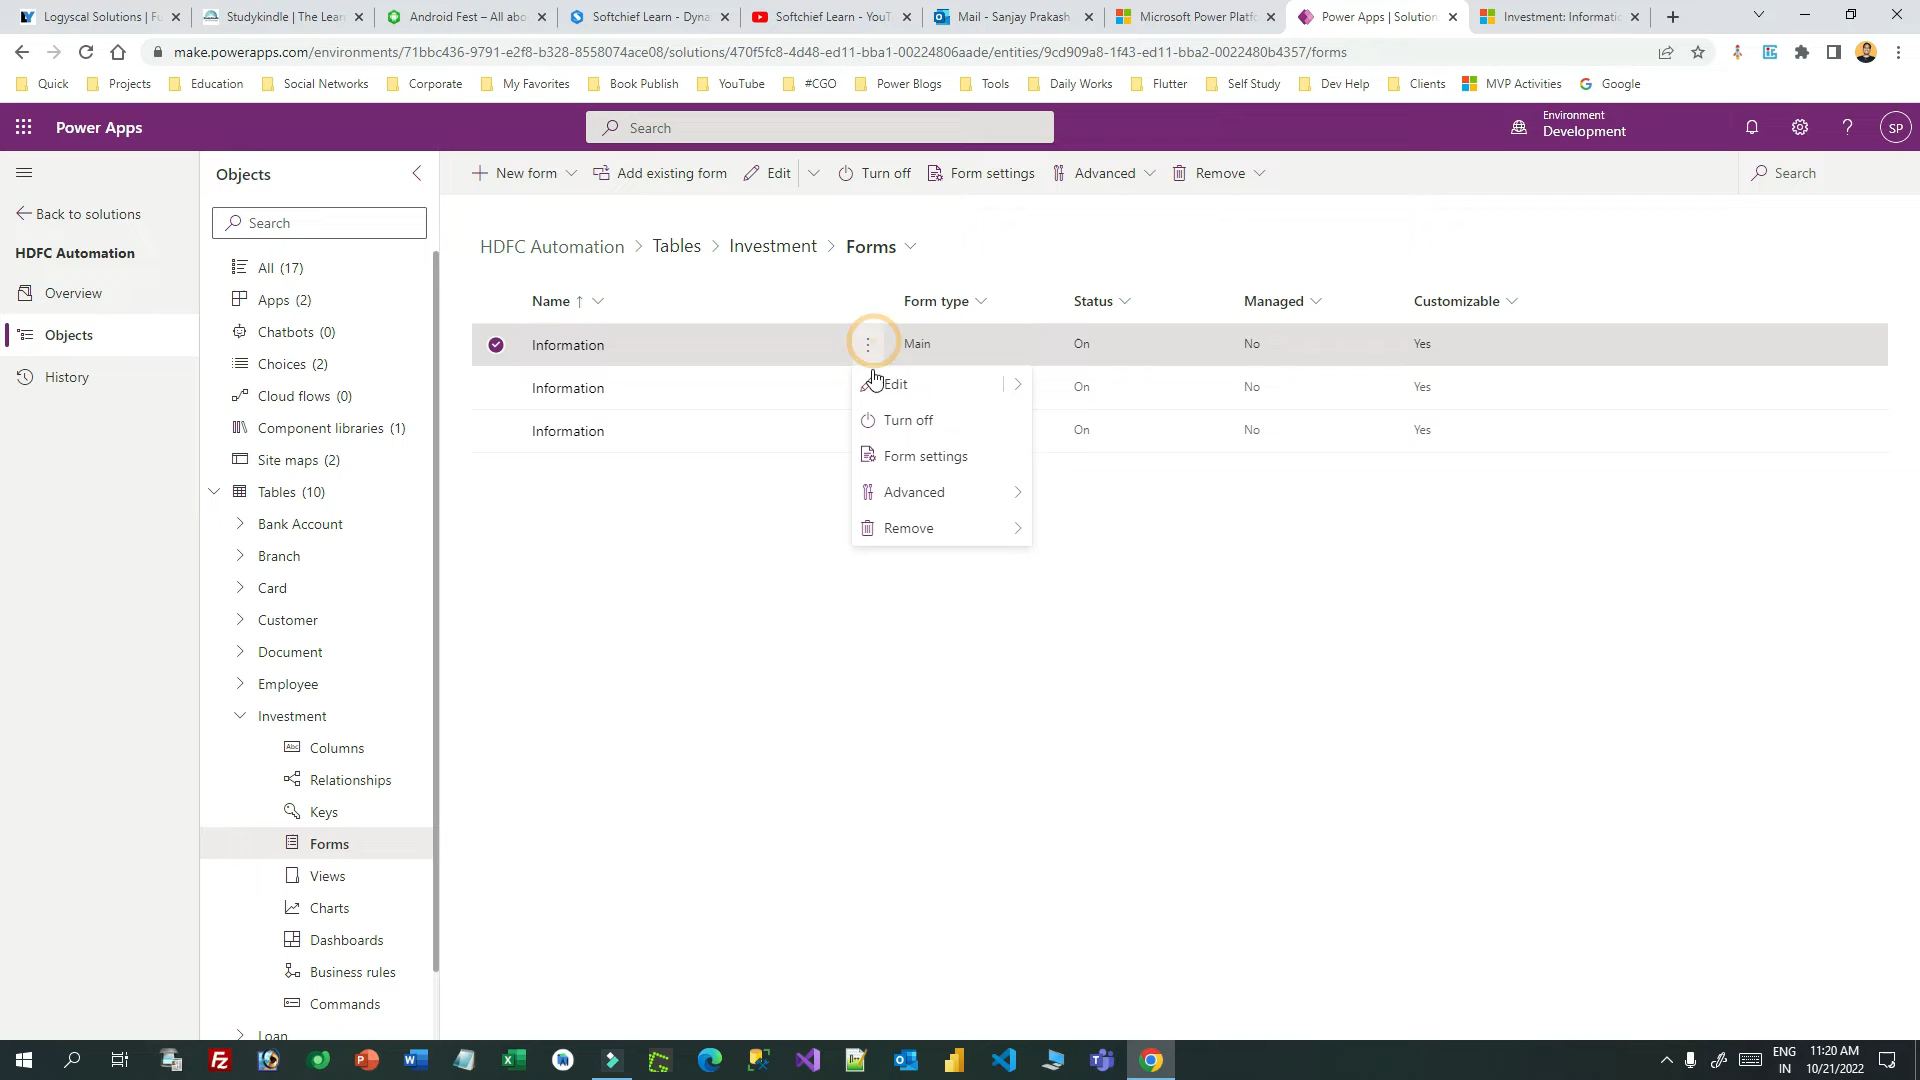 Logyscal Solutions | Fu
Studykindle | The Learn
Android Fest – All abo
Softchief Learn - Dyna
Softchief Learn - YouT
Mail - Sanjay Prakash
Microsoft Power Platfo
Power Apps | Solution
Investment: Informatic
make.powerapps.com/environments/71bbc436-9791-e2f8-b328-8558074ace08/solutions/470f5fc8-4d48-ed11-bba1-00224806aade/entities/9cd909a8-1f43-ed11-bba2-0022480b4357/forms
Quick
Projects
Education
Social Networks
Corporate
My Favorites
Book Publish
YouTube
#CGO
Power Blogs
Tools
Daily Works
Flutter
Self Study
Dev Help
Clients
MVP Activities
Google
Power Apps
Search
Environment
Development
SP
Back to solutions
HDFC Automation
Overview
Objects
History
Objects
Search
All (17)
Apps (2)
Chatbots (0)
Choices (2)
Cloud flows (0)
Component libraries (1)
Site maps (2)
Tables (10)
Bank Account
Branch
Card
Customer
Document
Employee
Investment
Columns
Relationships
Keys
Forms
Views
Charts
Dashboards
Business rules
Commands
Loan
New form
Add existing form
Edit
Turn off
Form settings
Advanced
Remove
Search
HDFC Automation > Tables > Investment > Forms
Name ↑
Form type
Status
Managed
Customizable
Information
Main
On
No
Yes
Information
On
No
Yes
Information
On
No
Yes
Edit
Turn off
Form settings
Advanced
Remove
ENG
IN
11:20 AM
10/21/2022